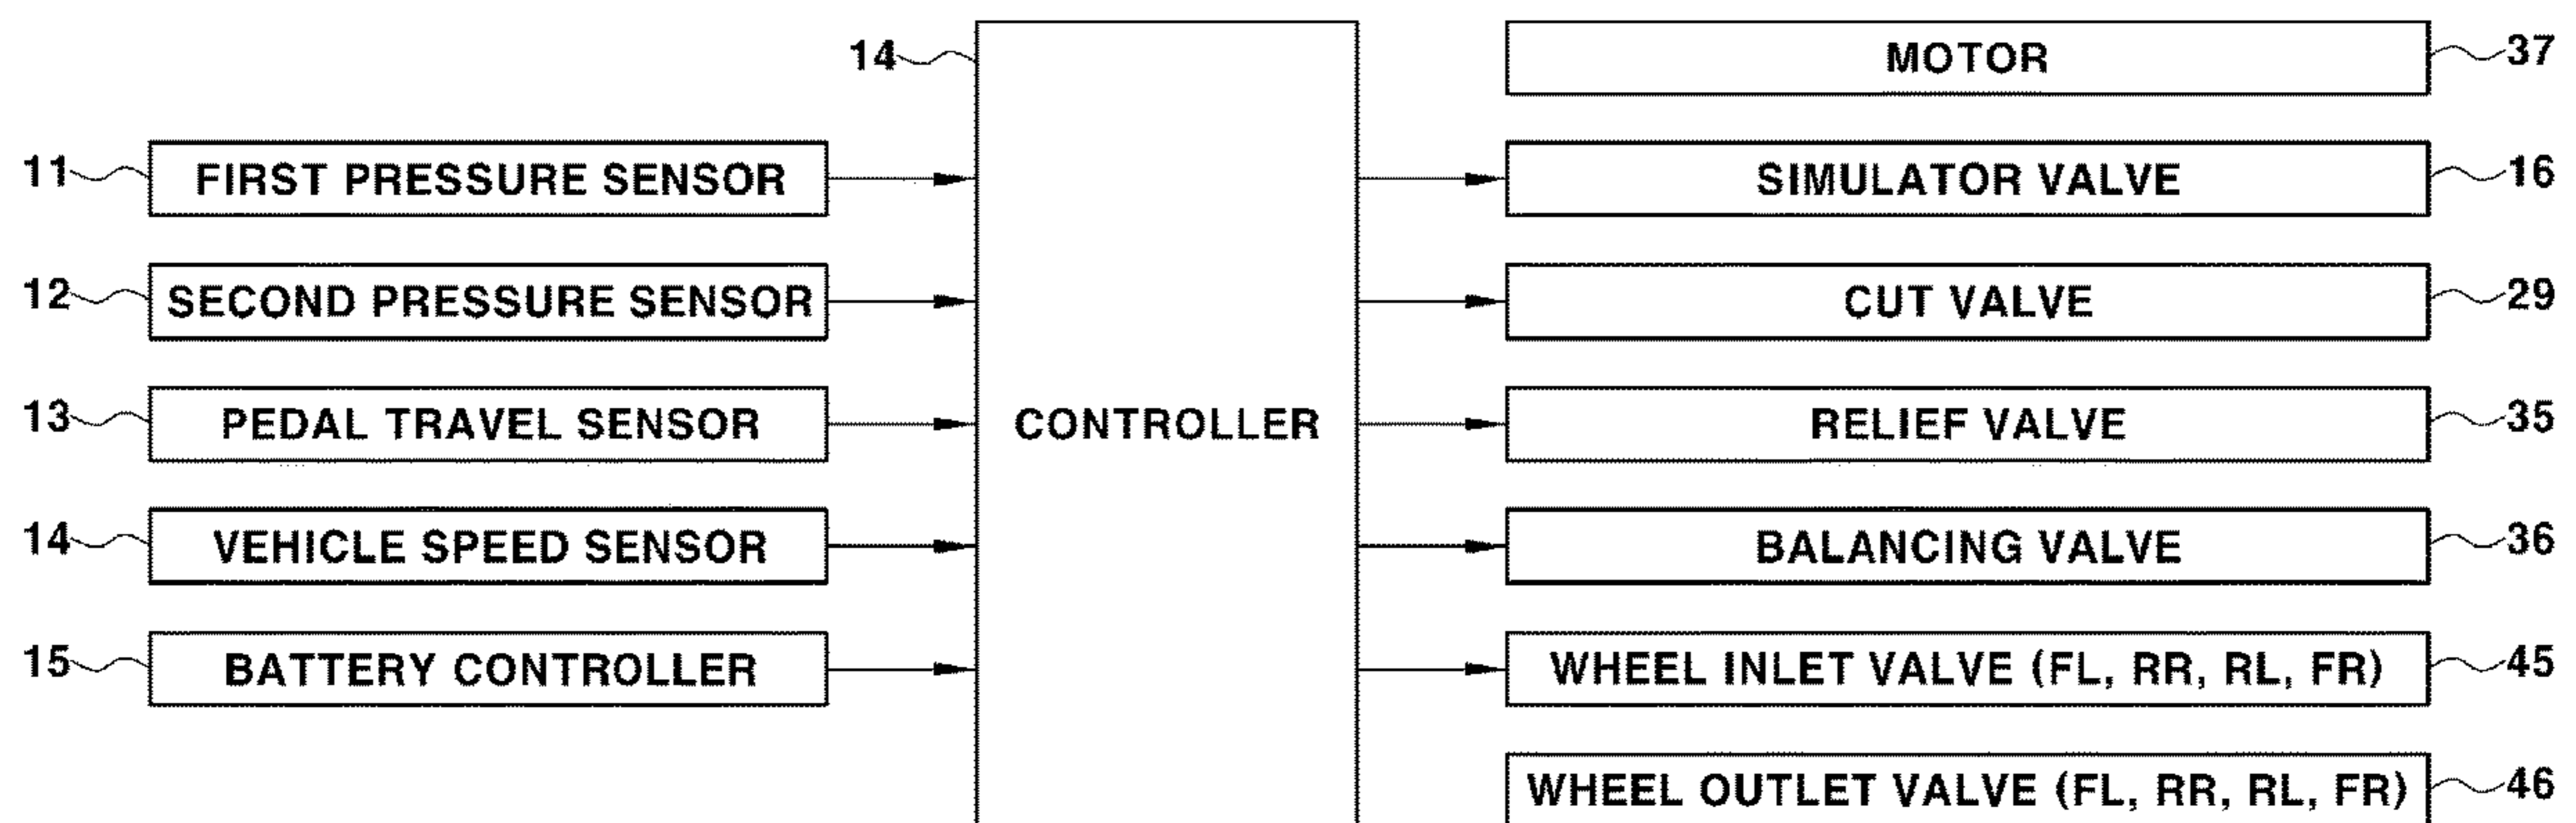 14 MOTOR 37
11 FIRST PRESSURE SENSOR SIMULATOR VALVE 16
12 SECOND PRESSURE SENSOR CUT VALVE 29
13 PEDAL TRAVEL SENSOR CONTROLLER RELIEF VALVE 35
14 VEHICLE SPEED SENSOR BALANCING VALVE 36
15 BATTERY CONTROLLER WHEEL INLET VALVE (FL, RR, RL, FR) 45
WHEEL OUTLET VALVE (FL, RR, RL, FR) 46